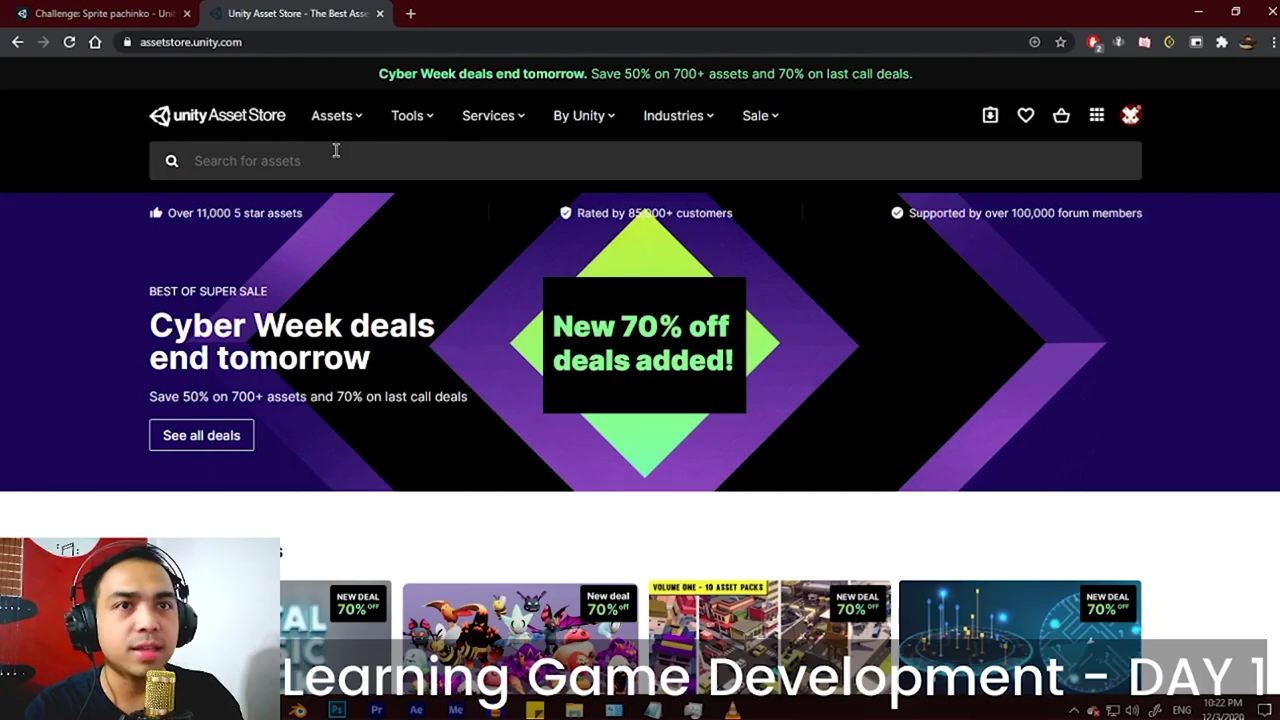 Challenge: Sprite pachinko - Unit
Unity Asset Store - The Best Asse
assetstore.unity.com
Cyber Week deals end tomorrow. Save 50% on 700+ assets and 70% on last call deals.
unity Asset Store
Assets
Tools
Services
By Unity
Industries
Sale
Search for assets
Over 11,000 5 star assets
Rated by 85,000+ customers
Supported by over 100,000 forum members
BEST OF SUPER SALE
Cyber Week deals
end tomorrow
Save 50% on 700+ assets and 70% on last call deals
See all deals
New 70% off
deals added!
NEW DEAL
70% OFF
New deal
70% off
VOLUME ONE - 10 ASSET PACKS
NEW DEAL
70% OFF
NEW DEAL
70% OFF
Learning Game Development - DAY 1
Ps
Pr
Ae
Me
ENG
10:22 PM
12/3/2020